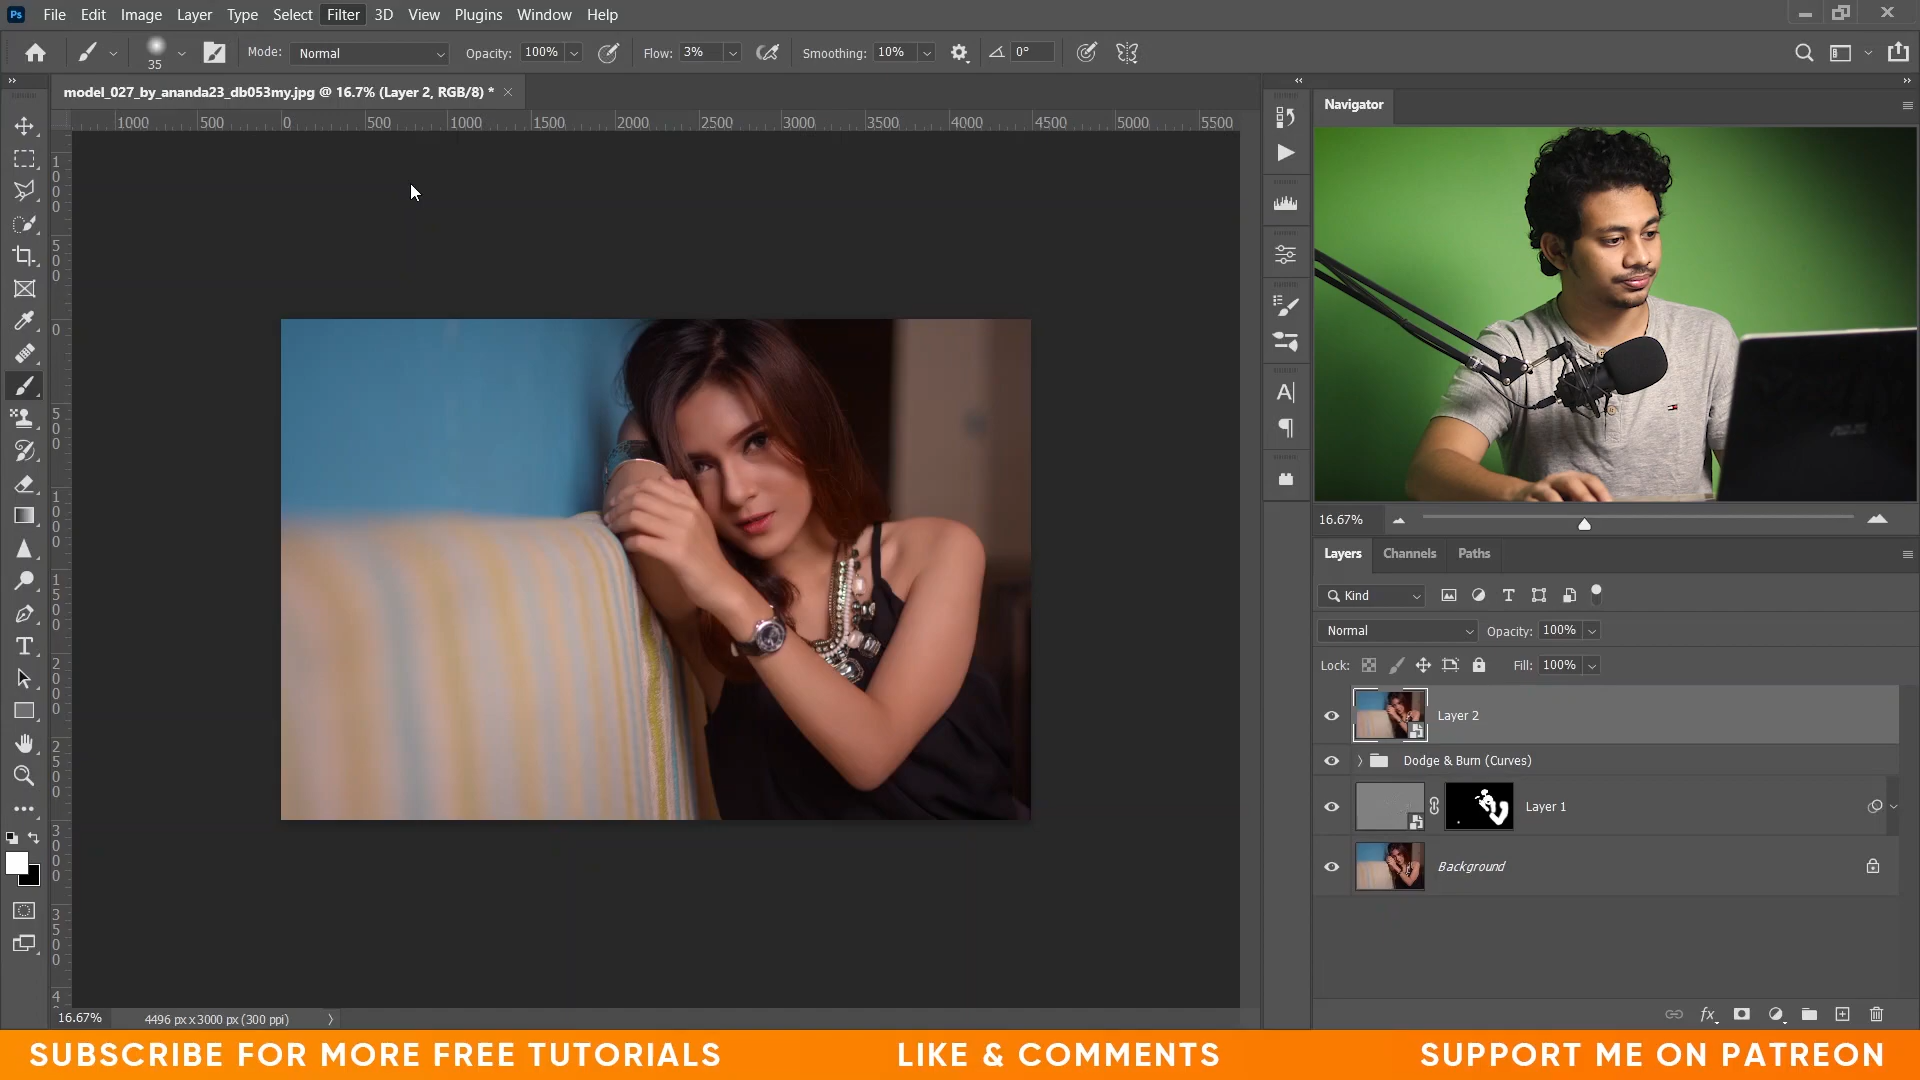 Ps File Edit Image Layer Type Select Filter 3D View Plugins Window Help
35 Mode: Normal Opacity: 100% Flow: 3% Smoothing: 10% 0°
model_027_by_ananda23_db053my.jpg @ 16.7% (Layer 2, RGB/8) *
1000 500 0 500 1000 1500 2000 2500 3000 3500 4000 4500 5000 5500
Navigator
16.67%
Layers Channels Paths
Kind
Normal Opacity: 100%
Lock: Fill: 100%
Layer 2
Dodge & Burn (Curves)
Layer 1
Background
16.67% 4496 px x 3000 px (300 ppi)
SUBSCRIBE FOR MORE FREE TUTORIALS LIKE & COMMENTS SUPPORT ME ON PATREON